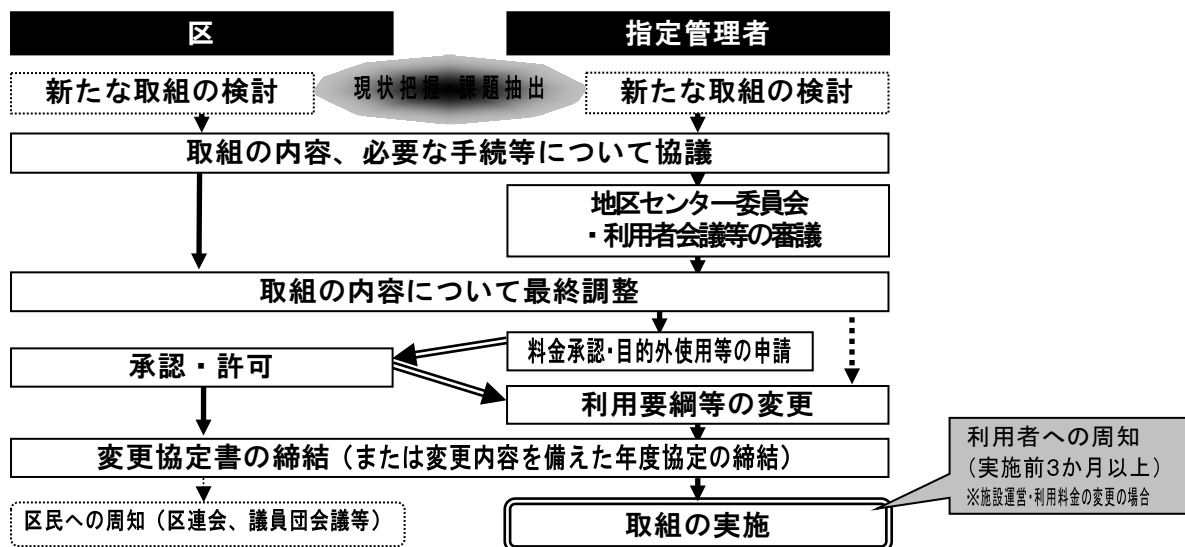 区
指定管理者
新たな取組の検討
現状把握・課題抽出
新たな取組の検討
取組の内容、必要な手続等について協議
地区センター委員会
・利用者会議等の審議
取組の内容について最終調整
料金承認・目的外使用等の申請
承認・許可
利用要綱等の変更
変更協定書の締結（または変更内容を備えた年度協定の締結）
利用者への周知
（実施前3か月以上）
※施設運営・利用料金の変更の場合
区民への周知（区連会、議員団会議等）
取組の実施